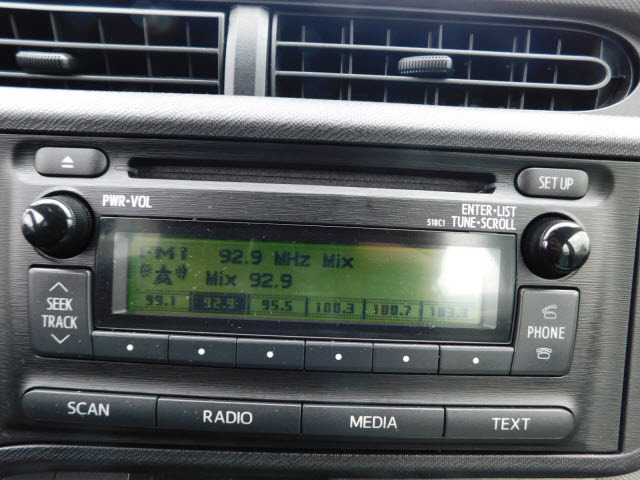 SET UP
PWR•VOL
ENTER•LIST
518C1 TUNE•SCROLL
FM1 92.9 MHz Mix
Mix 92.9
99.1 92.9 95.5 100.3 100.7 103.3
SEEK
TRACK
PHONE
SCAN RADIO MEDIA TEXT